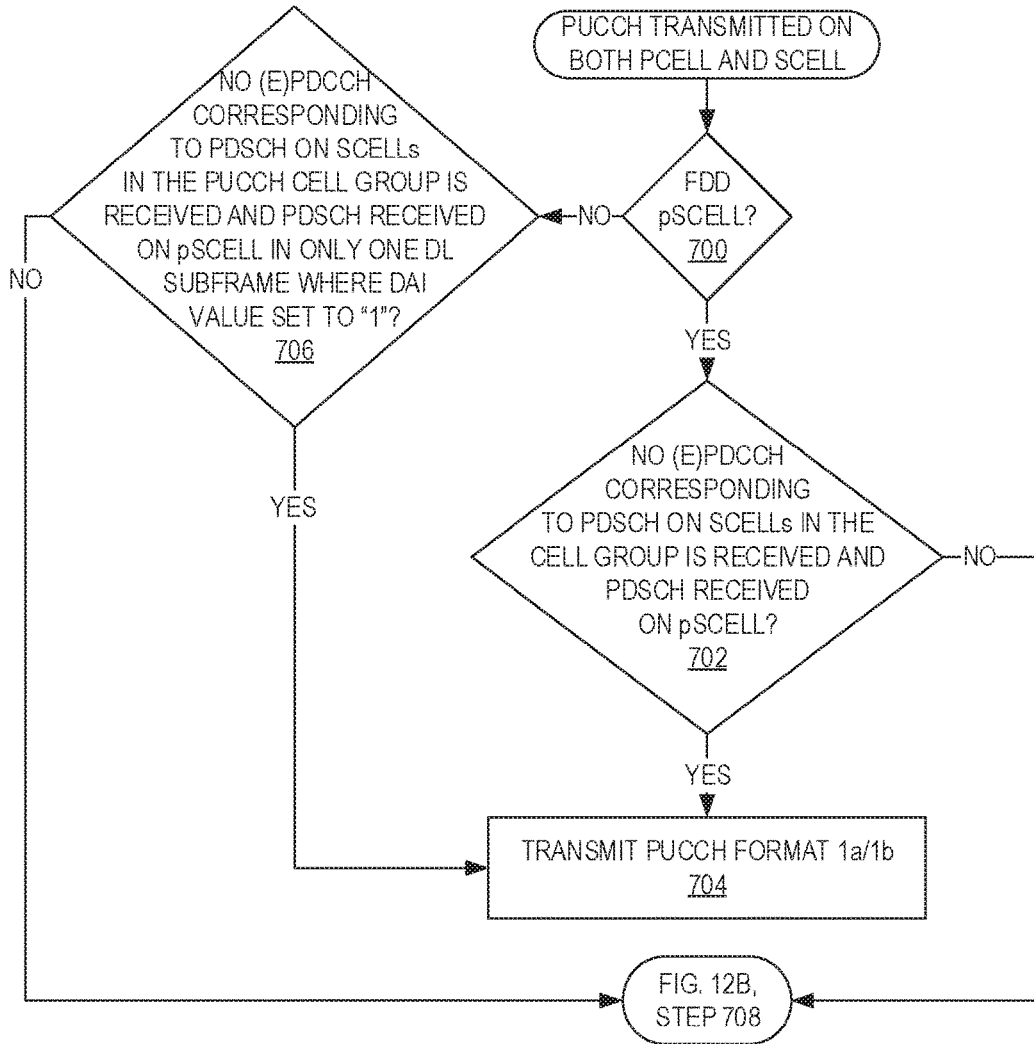 PUCCH TRANSMITTED ON
BOTH PCELL AND SCELL
FDD
pSCELL?
700
NO
YES
NO (E)PDCCH
CORRESPONDING
TO PDSCH ON SCELLs
IN THE PUCCH CELL GROUP IS
RECEIVED AND PDSCH RECEIVED
ON pSCELL IN ONLY ONE DL
SUBFRAME WHERE DAI
VALUE SET TO “1”?
706
NO
YES
NO (E)PDCCH
CORRESPONDING
TO PDSCH ON SCELLs IN THE
CELL GROUP IS RECEIVED AND
PDSCH RECEIVED
ON pSCELL?
702
NO
YES
TRANSMIT PUCCH FORMAT 1a/1b
704
FIG. 12B,
STEP 708